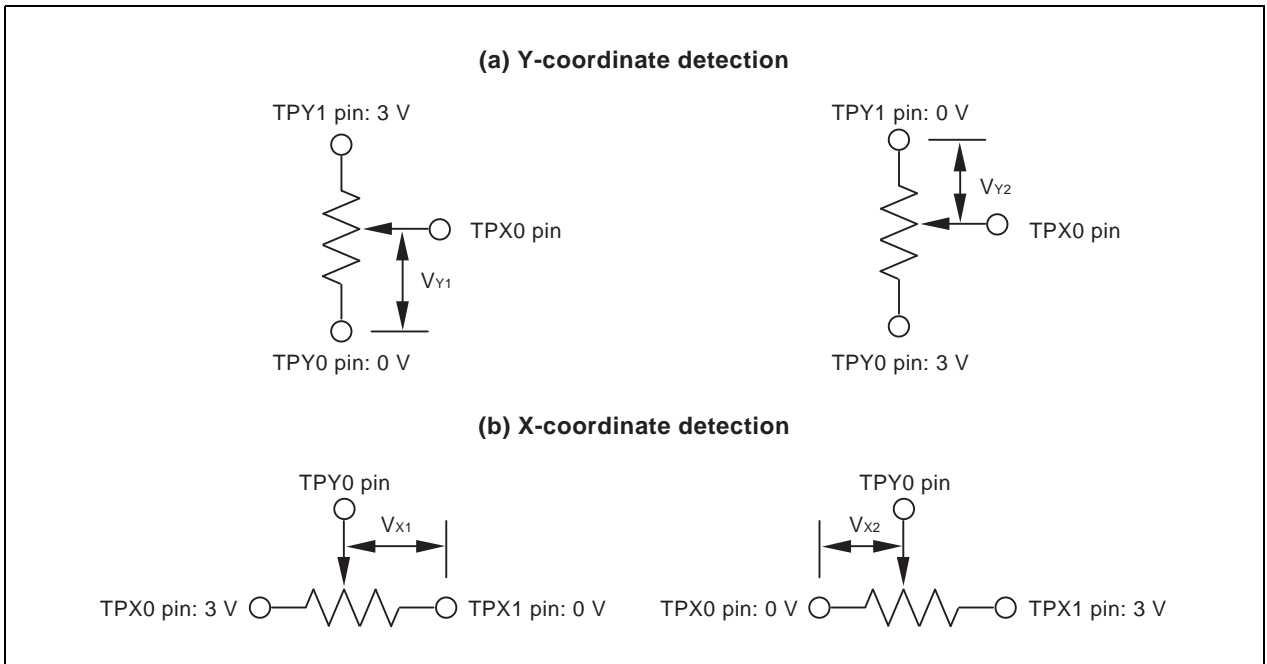 (a) Y-coordinate detection
TPY1 pin: 3 V
TPX0 pin
VY1
TPY0 pin: 0 V
TPY1 pin: 0 V
VY2
TPX0 pin
TPY0 pin: 3 V
(b) X-coordinate detection
TPY0 pin
VX1
TPX0 pin: 3 V
TPX1 pin: 0 V
TPY0 pin
VX2
TPX0 pin: 0 V
TPX1 pin: 3 V